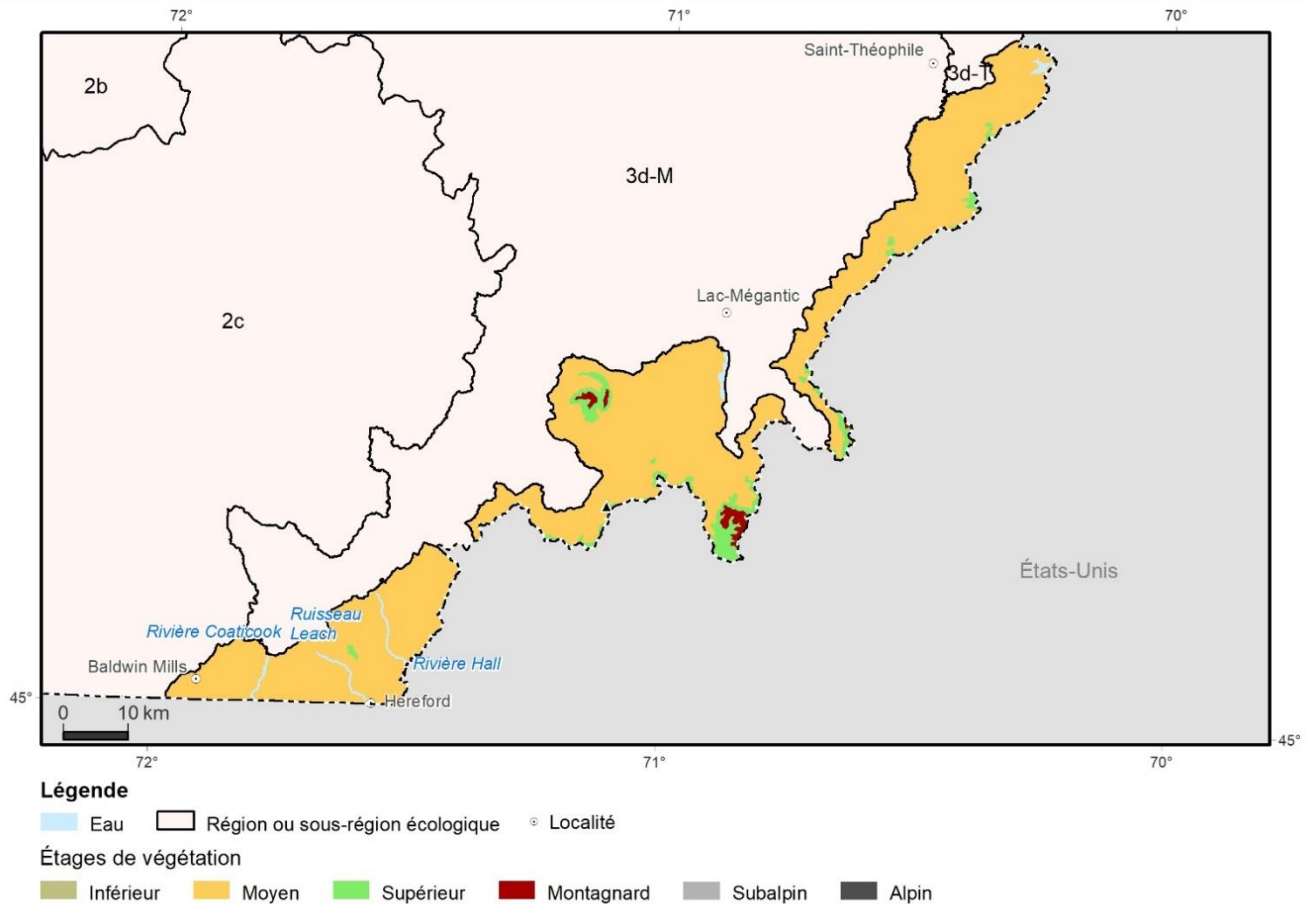 72°
71°
70°
Saint-Théophile
3d-T
2b
3d-M
Lac-Mégantic
2c
États-Unis
Ruisseau
Leach
Rivière Coaticook
Rivière Hall
Baldwin Mills
Hereford
45°
0 10 km
45°
72°
71°
70°
Légende
Eau Région ou sous-région écologique Localité
Étages de végétation
Inférieur Moyen Supérieur Montagnard Subalpin Alpin